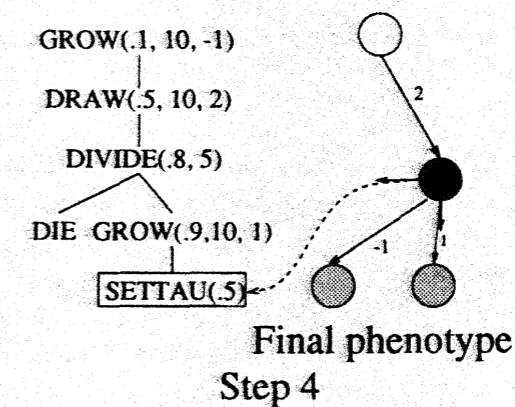 GROW(.1, 10, -1)
2
DRAW(.5, 10, 2)
DIVIDE(.8, 5)
DIE GROW(.9,10, 1)
-1
1
SETTAU(.5)
Final phenotype
Step 4